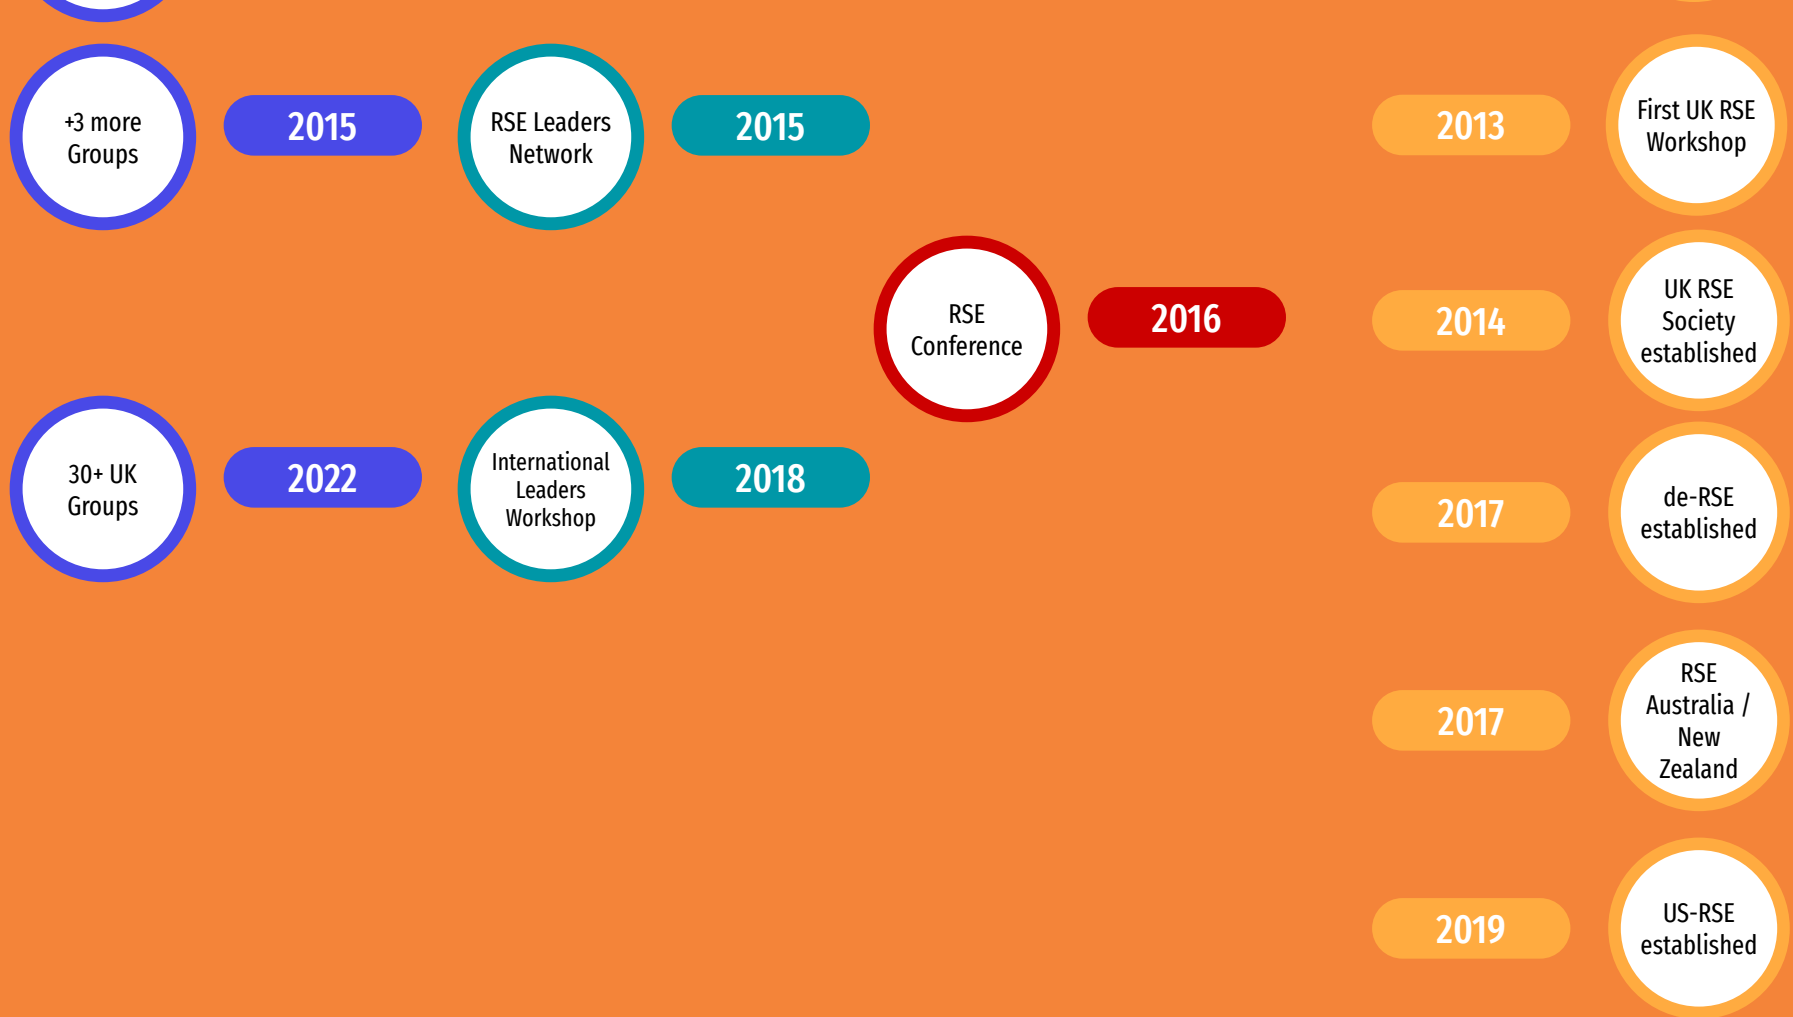 +3 more
Groups
2015
RSE Leaders
Network
2015
2013
First UK RSE
Workshop
RSE
Conference
2016
2014
UK RSE
Society
established
30+ UK
Groups
2022
International
Leaders
Workshop
2018
2017
de-RSE
established
2017
RSE
Australia /
New
Zealand
2019
US-RSE
established